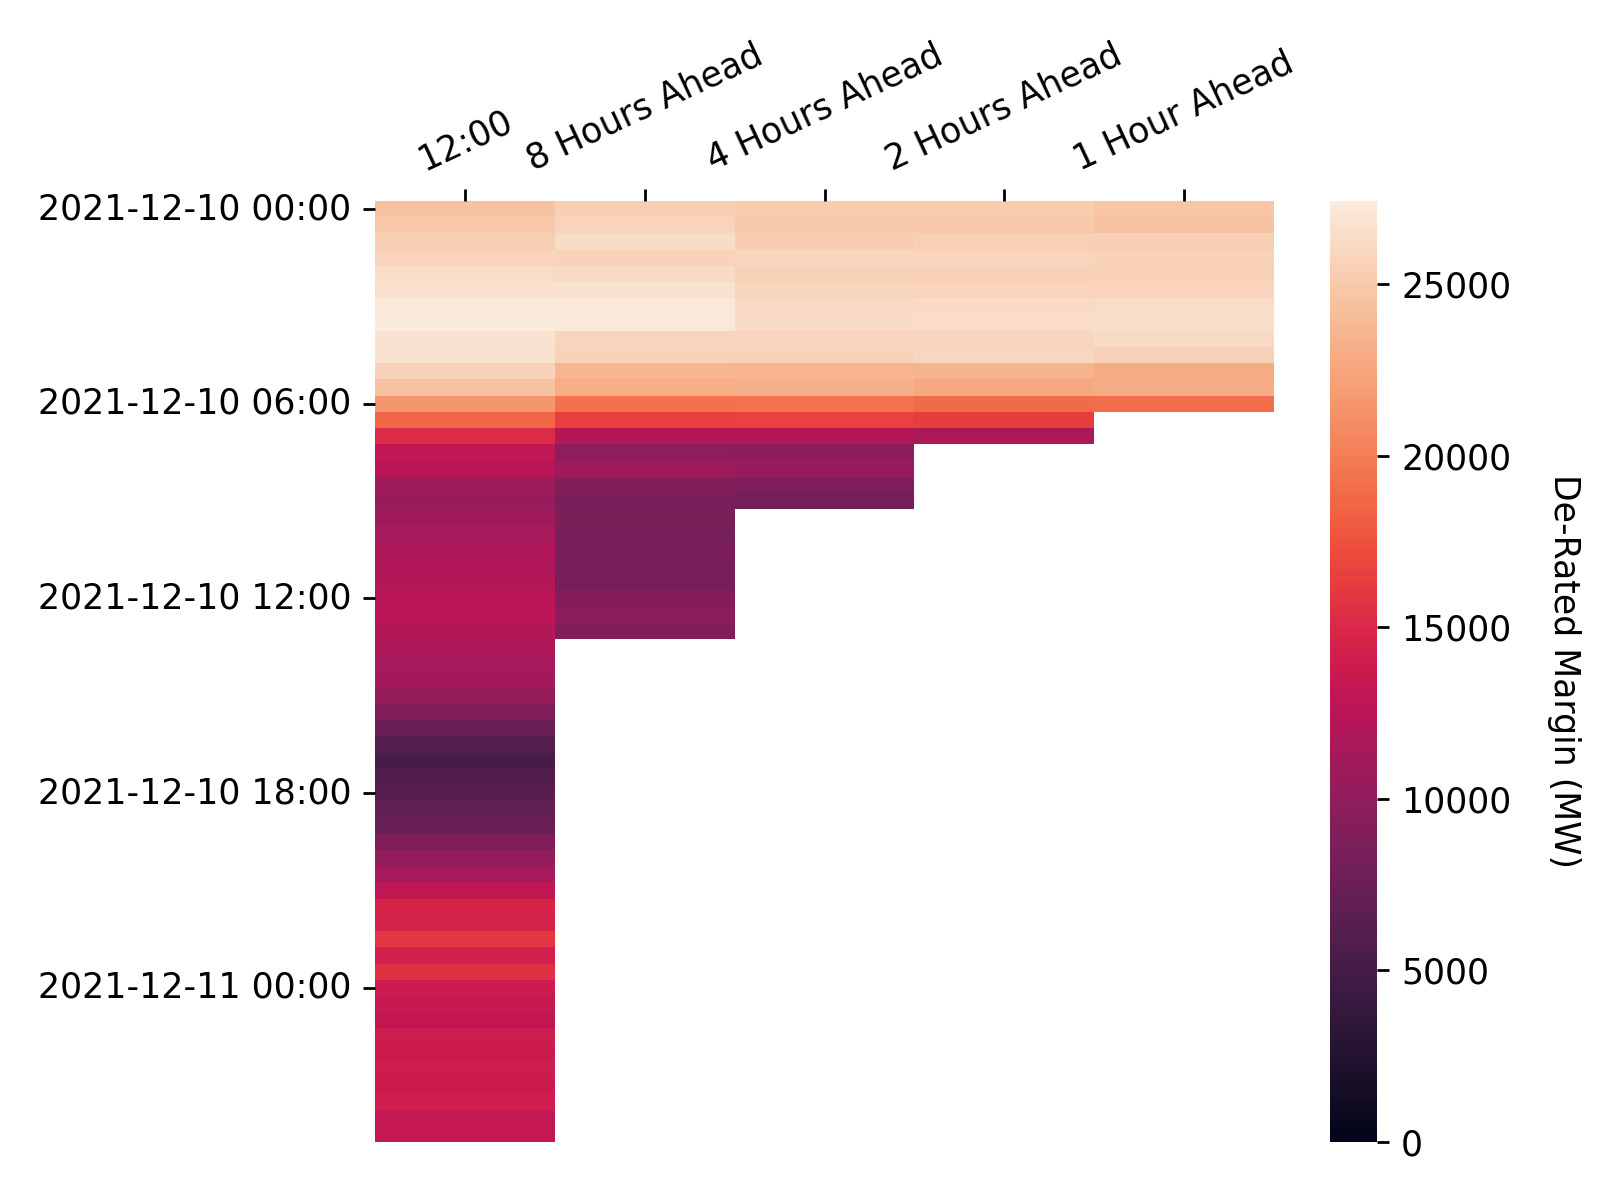 12:00
8 Hours Ahead
4 Hours Ahead
2 Hours Ahead
1 Hour Ahead
2021-12-10 00:00
2021-12-10 06:00
2021-12-10 12:00
2021-12-10 18:00
2021-12-11 00:00
25000
20000
15000
10000
5000
0
De-Rated Margin (MW)